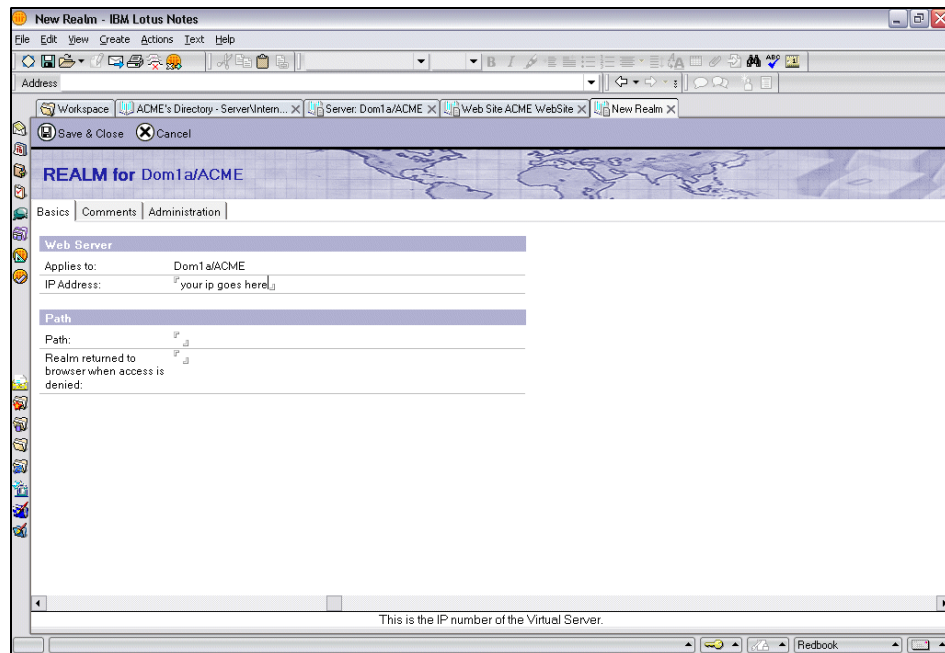 New Realm - IBM Lotus Notes
File Edit View Create Actions Text Help
Address
Workspace ACME's Directory - Server\Intern... Server: Dom1a/ACME Web Site ACME WebSite New Realm
Save & Close Cancel
REALM for Dom1a/ACME
Basics Comments Administration
Web Server
Applies to: Dom1a/ACME
IP Address: your ip goes here
Path
Path:
Realm returned to
browser when access is
denied:
This is the IP number of the Virtual Server.
Redbook